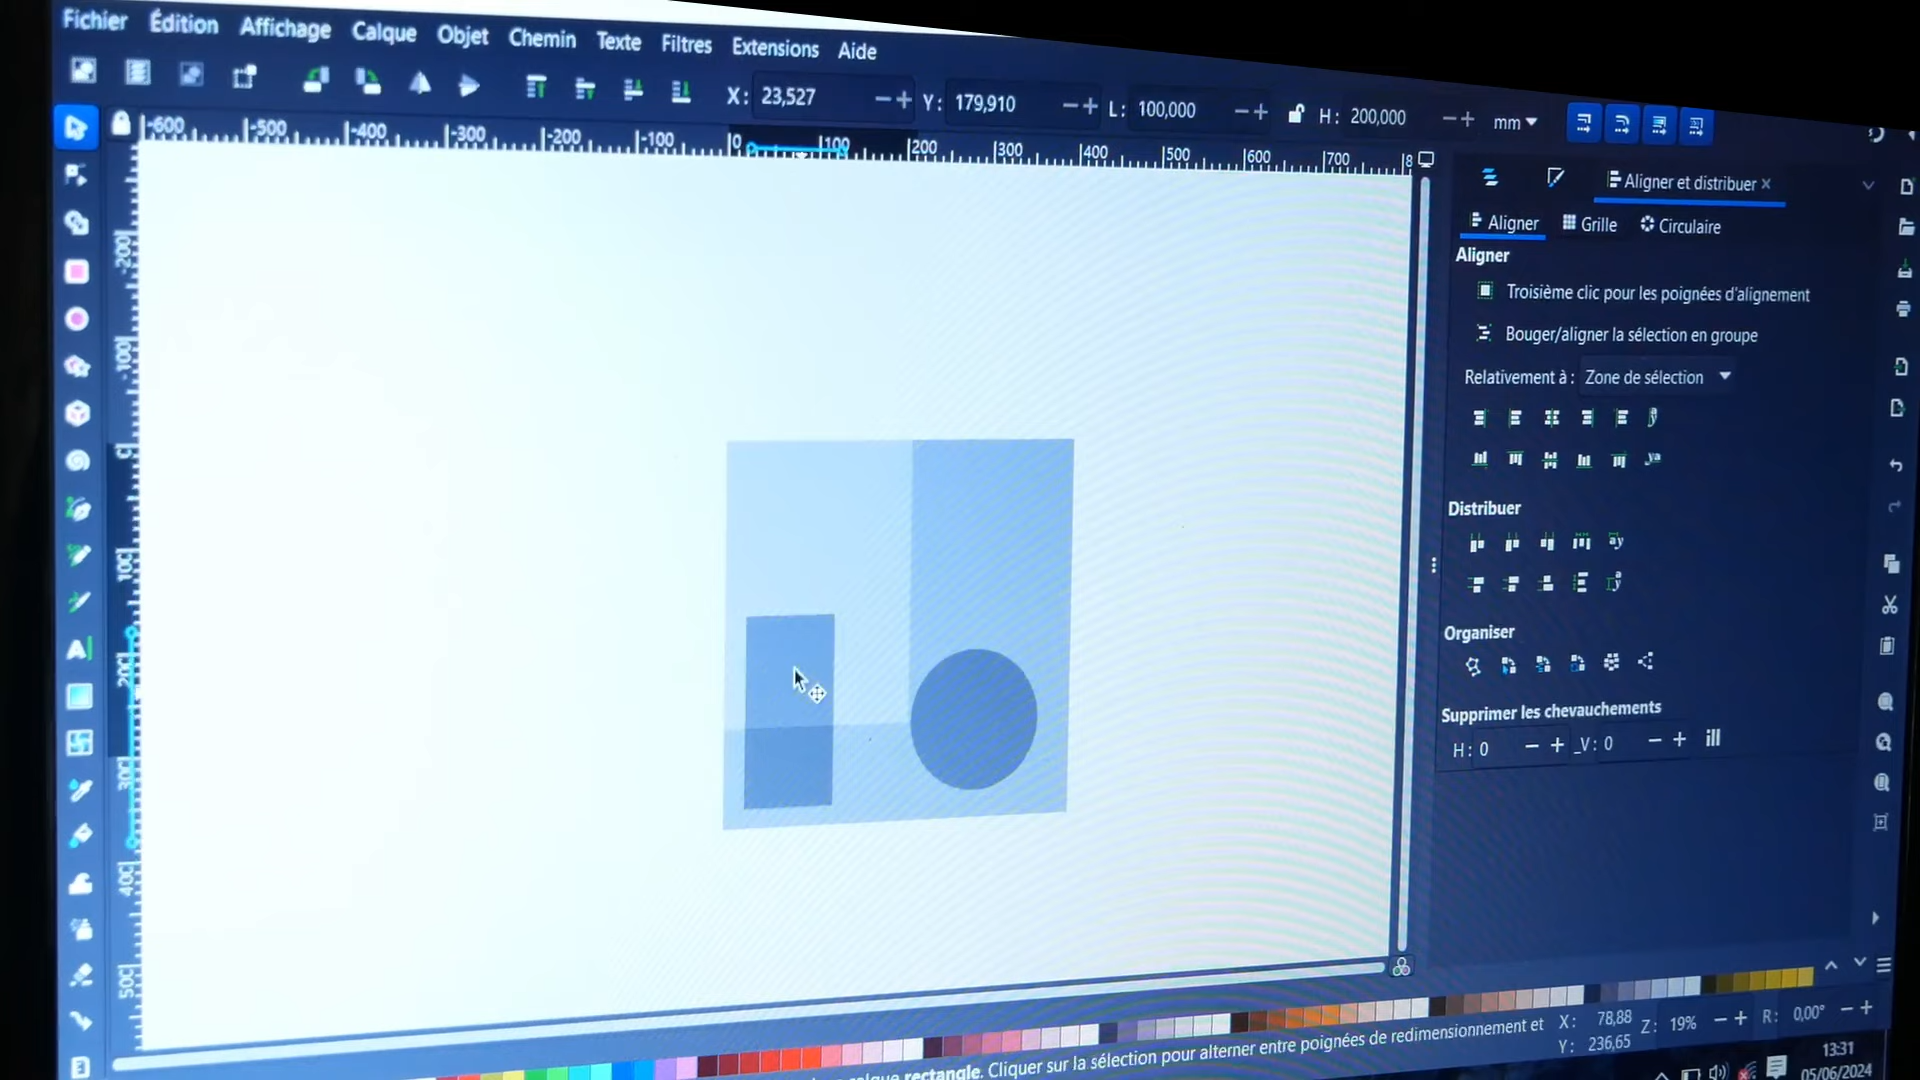 Fichier Édition Affichage Calque Objet Chemin Texte Filtres Extensions Aide
X: 23,527 Y: 179,910 L: 100,000 H: 200,000 mm
-600 -500 -400 -300 -200 -100 0 100 200 300 400 500 600 700 8
Aligner et distribuer
Aligner Grille Circulaire
Aligner
Troisième clic pour les poignées d'alignement
Bouger/aligner la sélection en groupe
Relativement à : Zone de sélection
Distribuer
Organiser
Supprimer les chevauchements
H: 0 V: 0
rectangle. Cliquer sur la sélection pour alterner entre poignées de redimensionnement et
X: 78,88
Y: 236,65
Z: 19% R: 0,00°
13:31
05/06/2024